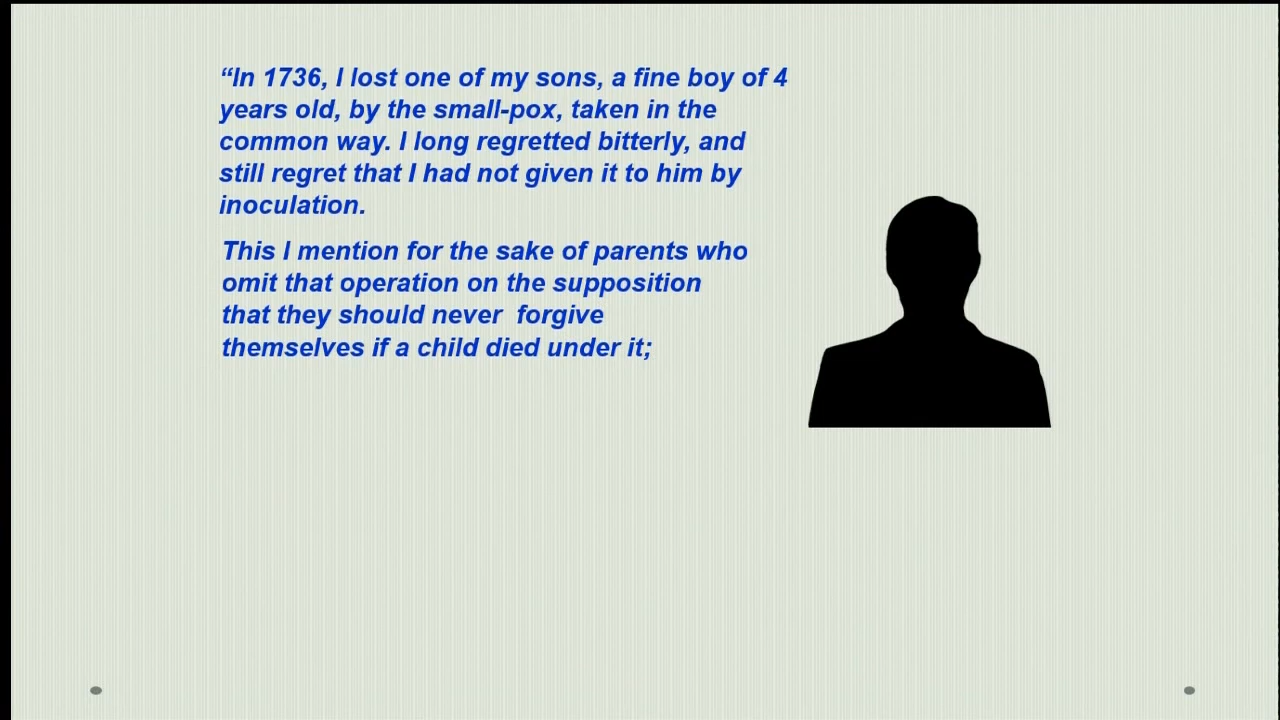 “In 1736, I lost one of my sons, a fine boy of 4
years old, by the small-pox, taken in the
common way. I long regretted bitterly, and
still regret that I had not given it to him by
inoculation.
This I mention for the sake of parents who
omit that operation on the supposition
that they should never  forgive
themselves if a child died under it;